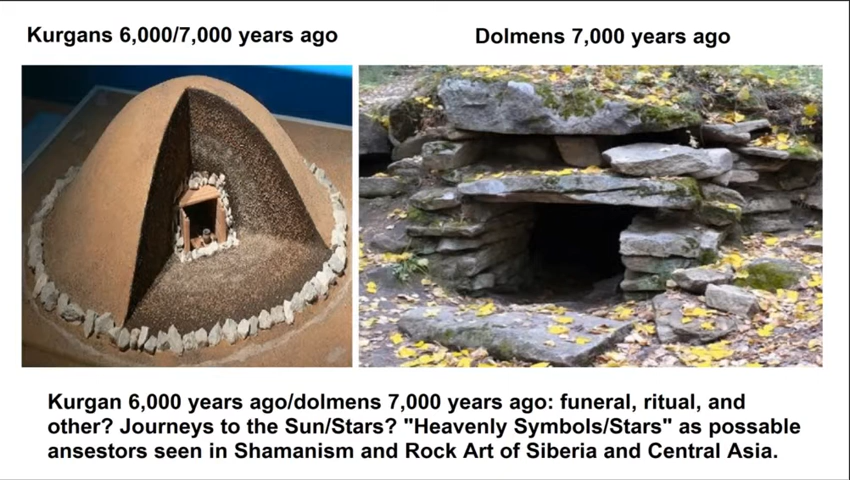 Kurgans 6,000/7,000 years ago
Dolmens 7,000 years ago
Kurgan 6,000 years ago/dolmens 7,000 years ago: funeral, ritual, and
other? Journeys to the Sun/Stars? "Heavenly Symbols/Stars" as possable
ansestors seen in Shamanism and Rock Art of Siberia and Central Asia.